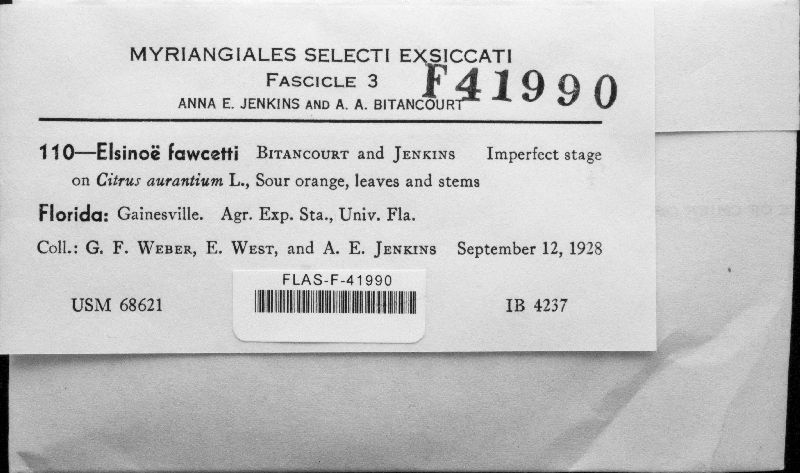 MYRIANGIALES SELECTI EXSICCATI
FASCICLE 3
F41990
ANNA E. JENKINS AND A. A. BITANCOURT
110—Elsinoë fawcetti BITANCOURT and JENKINS Imperfect stage
on Citrus aurantium L., Sour orange, leaves and stems
Florida: Gainesville. Agr. Exp. Sta., Univ. Fla.
Coll.: G. F. WEBER, E. WEST, and A. E. JENKINS September 12, 1928
FLAS-F-41990
USM 68621 IB 4237